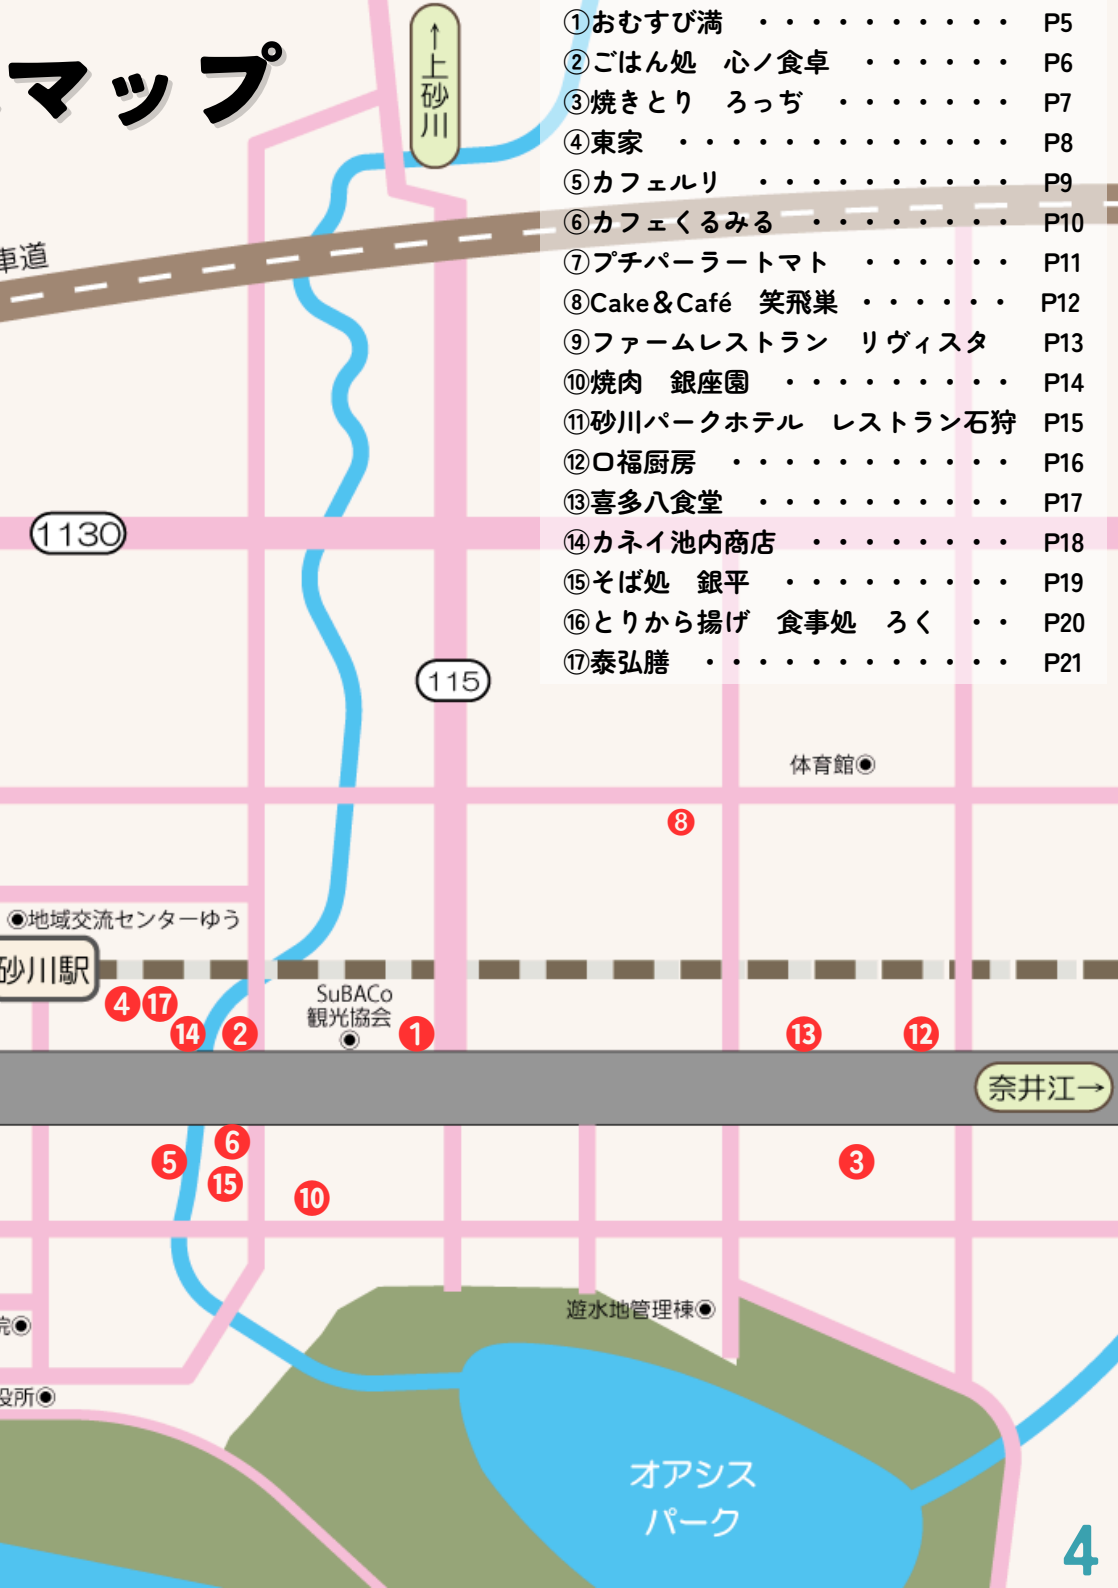 マップ
↑上砂川
①おむすび満　・・・・・・・・・・　P5
②ごはん処　心ノ食卓　・・・・・・　P6
③焼きとり　ろっぢ　・・・・・・・　P7
④東家　・・・・・・・・・・・・・　P8
⑤カフェルリ　・・・・・・・・・・　P9
⑥カフェくるみる　・・・・・・・・　P10
⑦プチパーラートマト　・・・・・・　P11
⑧Cake＆Café　笑飛巣　・・・・・・　P12
⑨ファームレストラン　リヴィスタ　P13
⑩焼肉　銀座園　・・・・・・・・・　P14
⑪砂川パークホテル　レストラン石狩　P15
⑫口福厨房　・・・・・・・・・・・　P16
⑬喜多八食堂　・・・・・・・・・・　P17
⑭カネイ池内商店　・・・・・・・・　P18
⑮そば処　銀平　・・・・・・・・・　P19
⑯とりから揚げ　食事処　ろく　・・　P20
⑰泰弘膳　・・・・・・・・・・・・　P21
車道
1130
115
体育館◉
8
◉地域交流センターゆう
砂川駅
4
17
14
2
SuBACo
観光協会
1
13
12
奈井江→
5
6
15
10
3
遊水地管理棟◉
院◉
役所◉
オアシス
パーク
4